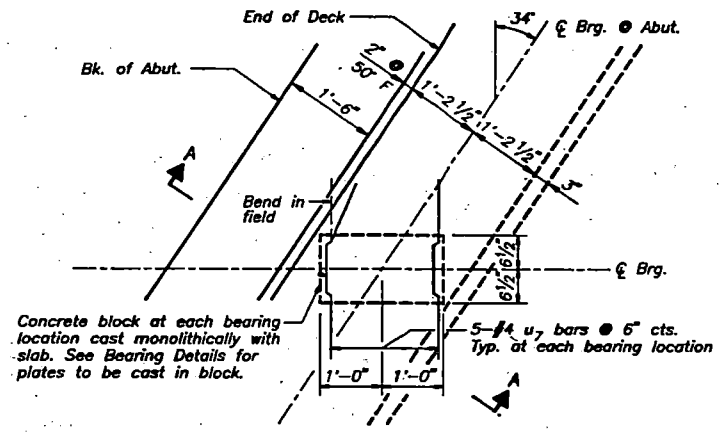 End of Deck
34°
℄ Brg. @ Abut.
Bk. of Abut.
2" @
50° F
1'-6"
1'-2 1/2"
1'-2 1/2"
3"
A
Bend in
field
6 1/2"
6 1/2"
℄ Brg.
Concrete block at each bearing
location cast monolithically with
slab. See Bearing Details for
plates to be cast in block.
5-#4 u7 bars @ 6" cts.
Typ. at each bearing location
1'-0"
1'-0"
A